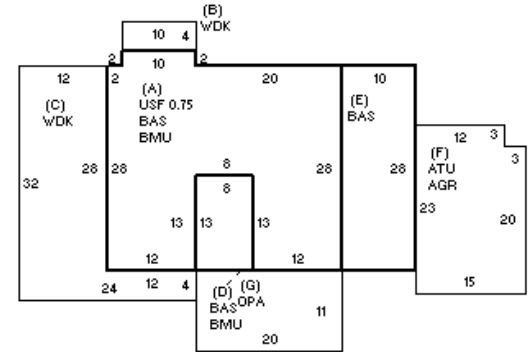 (B)
WDK
10 4
2 10 2
12 2 20 10
(C)
WDK
(A)
USF 0.75
BAS
BMU
(E)
BAS
12 3
3
(F)
ATU
AGR
8
8
32 28 28 28 28
13 13 13
23 20
12 12
24 12 4
15
(D) (G)
BAS OPA
BMU
11
20